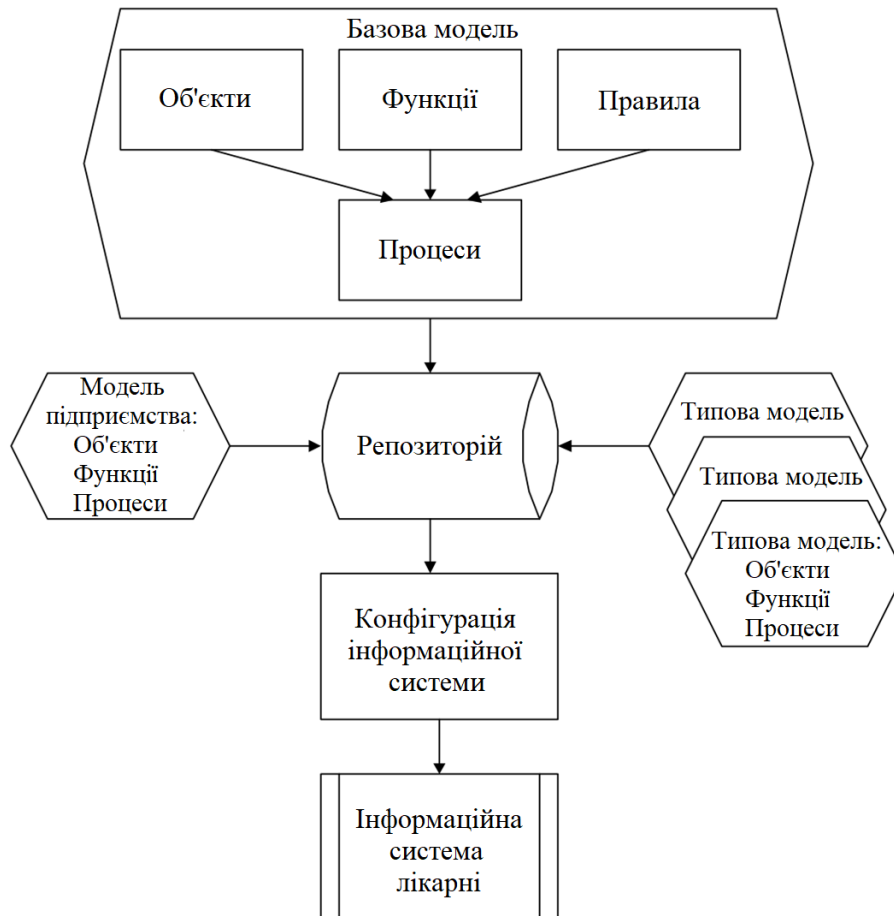 Базова модель
Об'єкти
Функції
Правила
Процеси
Модель
підприємства:
Об'єкти
Функції
Процеси
Репозиторій
Типова модель
Типова модель
Типова модель:
Об'єкти
Функції
Процеси
Конфігурація
інформаційної
системи
Інформаційна
система
лікарні